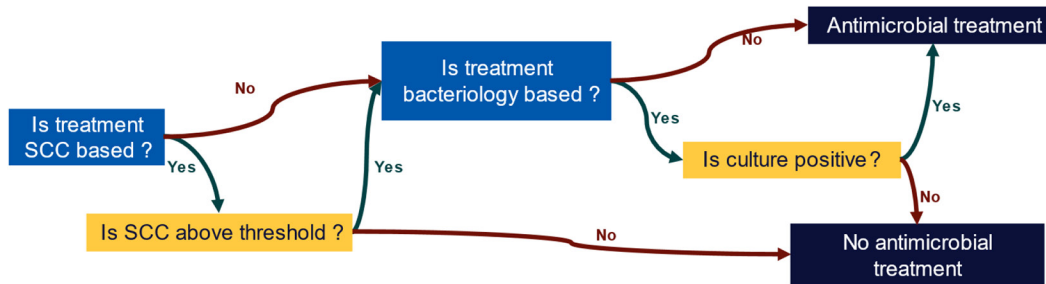 Antimicrobial treatment
No
Is treatment
bacteriology based ?
No
Is treatment
SCC based ?
Yes
Yes
Yes
Yes
Is culture positive ?
No
Is SCC above threshold ?
No
No antimicrobial
treatment